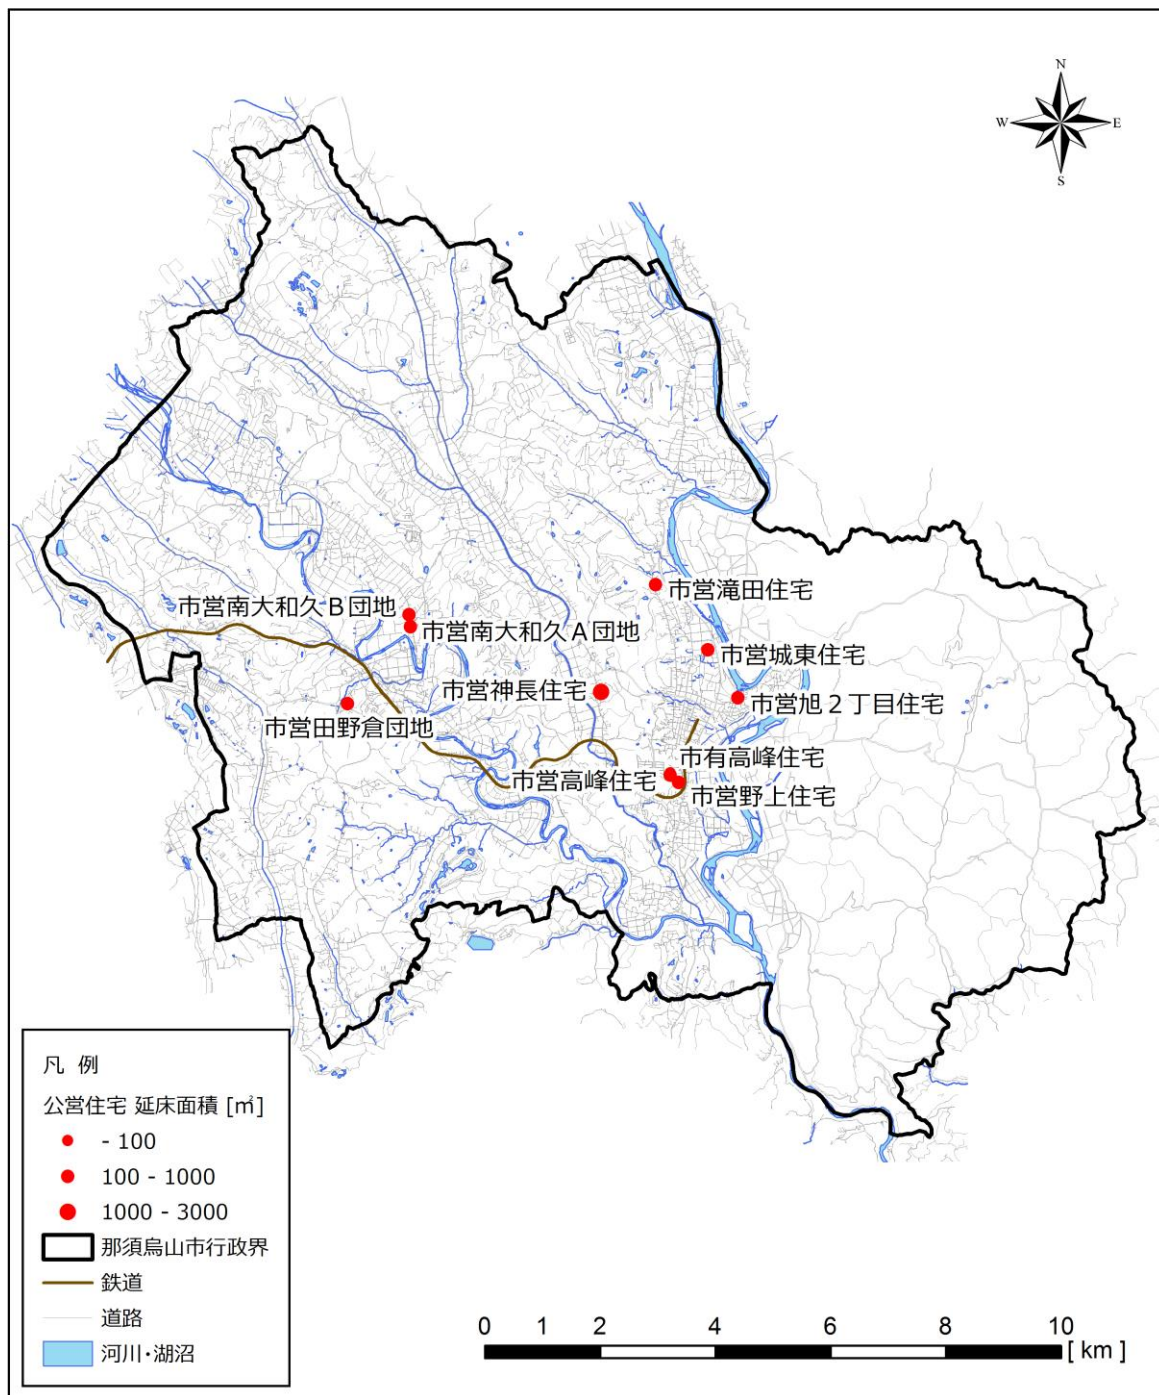 N
W
E
S
市営滝田住宅
市営南大和久Ｂ団地
市営南大和久Ａ団地
市営城東住宅
市営神長住宅
市営旭２丁目住宅
市営田野倉団地
市有高峰住宅
市営高峰住宅
市営野上住宅
凡 例
公営住宅 延床面積 [㎡]
- 100
100 - 1000
1000 - 3000
那須烏山市行政界
鉄道
道路
河川・湖沼
0 1 2 4 6 8 10
[ km ]